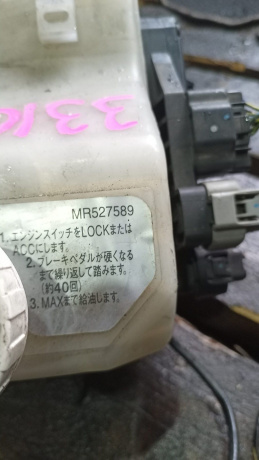 MR527589
1. エンジンスイッチをLOCKまたは
ACCにします。
2. ブレーキペダルが硬くなる
まで繰り返して踏みます。
(約40回)
3. MAXまで給油します。